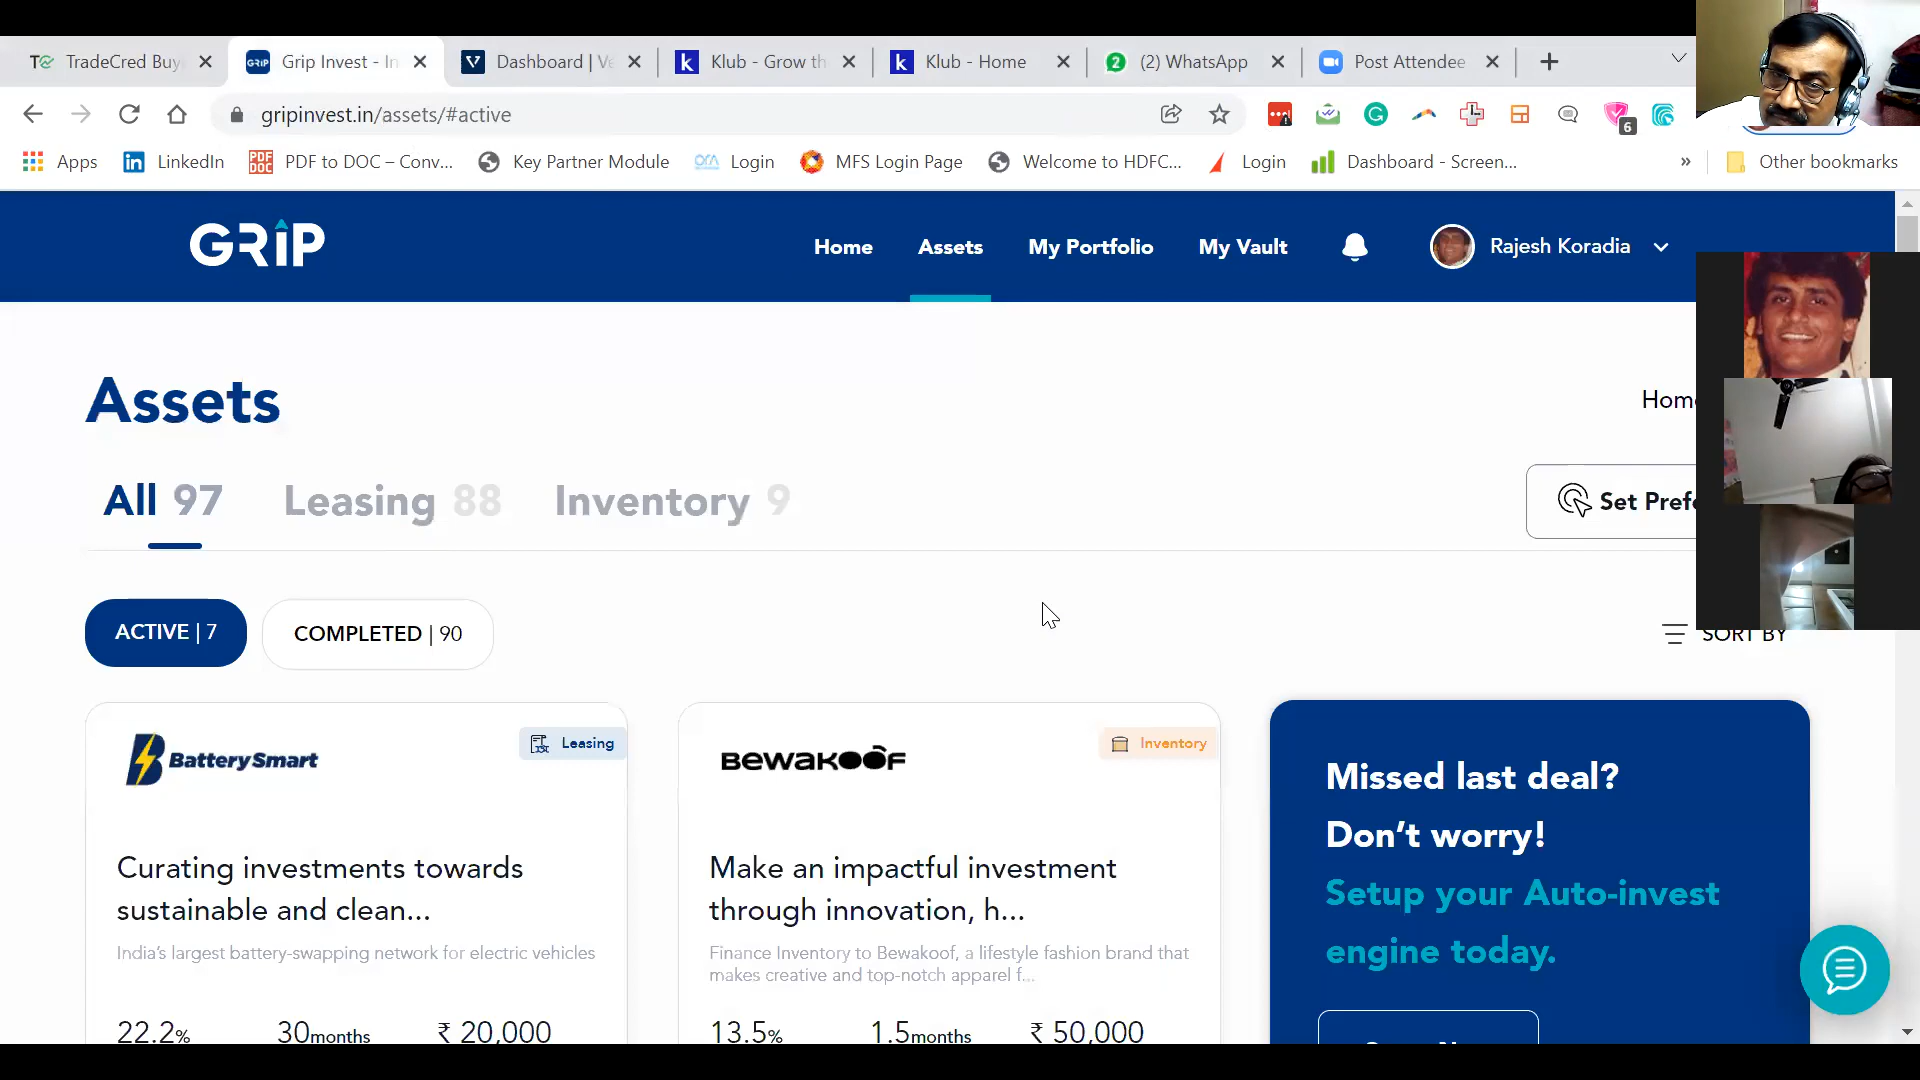 TradeCred Buy
Grip Invest - In
Dashboard | Ve
Klub - Grow th
Klub - Home
(2) WhatsApp
Post Attendee
gripinvest.in/assets/#active
6
Apps
LinkedIn
PDF to DOC – Conv...
Key Partner Module
Login
MFS Login Page
Welcome to HDFC...
Login
Dashboard - Screen...
»
Other bookmarks
GRIP
Home
Assets
My Portfolio
My Vault
Rajesh Koradia
Assets
Home
All 97
Leasing 88
Inventory 9
Set Prefe
ACTIVE | 7
COMPLETED | 90
SORT BY
Battery Smart
Leasing
Curating investments towards
sustainable and clean...
India's largest battery-swapping network for electric vehicles
22.2%
30months
₹ 20,000
BEWAKOOF
Inventory
Make an impactful investment
through innovation, h...
Finance Inventory to Bewakoof, a lifestyle fashion brand that
makes creative and top-notch apparel f...
13.5%
1.5months
₹ 50,000
Missed last deal?
Don't worry!
Setup your Auto-invest
engine today.